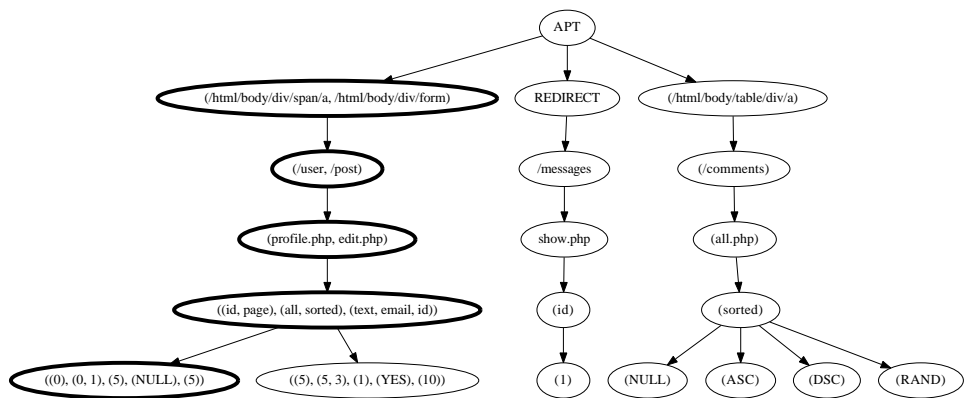 APT
(/html/body/div/span/a, /html/body/div/form)
REDIRECT
(/html/body/table/div/a)
(/user, /post)
/messages
(/comments)
(profile.php, edit.php)
show.php
(all.php)
((id, page), (all, sorted), (text, email, id))
(id)
(sorted)
((0), (0, 1), (5), (NULL), (5))
((5), (5, 3), (1), (YES), (10))
(1)
(NULL)
(ASC)
(DSC)
(RAND)